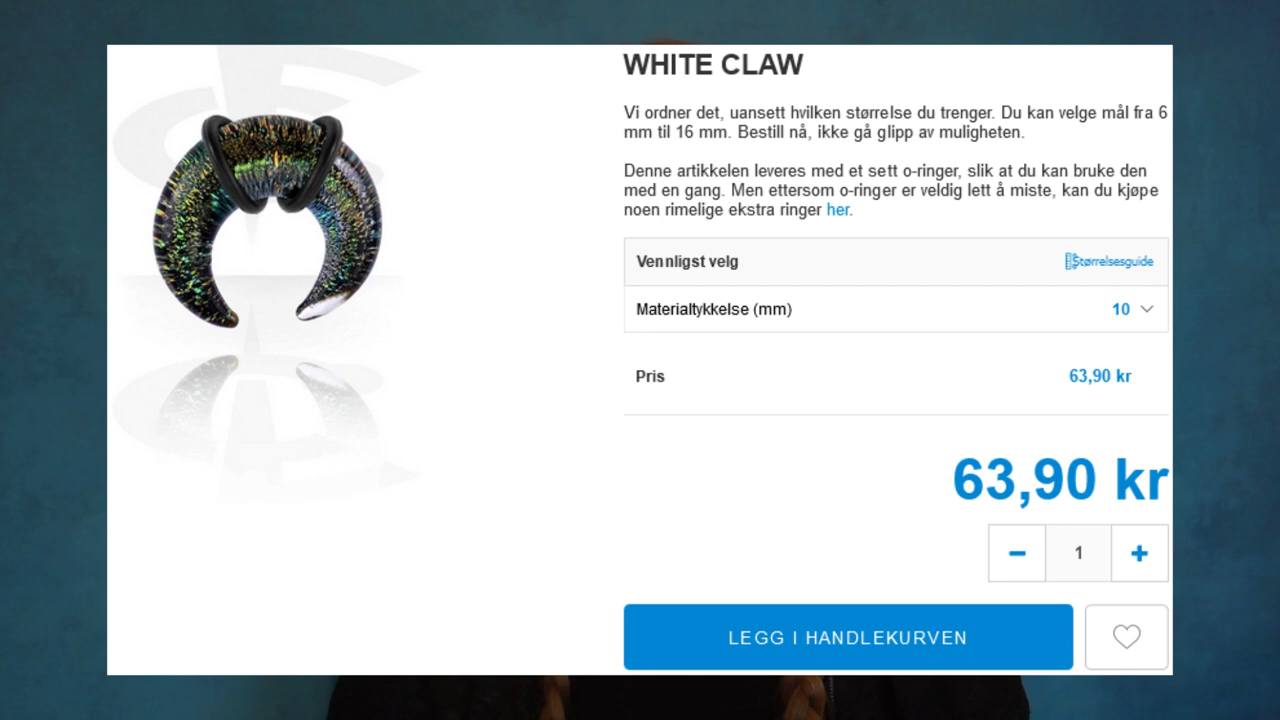 WHITE CLAW
Vi ordner det, uansett hvilken størrelse du trenger. Du kan velge mål fra 6
mm til 16 mm. Bestill nå, ikke gå glipp av muligheten.
Denne artikkelen leveres med et sett o-ringer, slik at du kan bruke den
med en gang. Men ettersom o-ringer er veldig lett å miste, kan du kjøpe
noen rimelige ekstra ringer her.
Vennligst velg
Størrelsesguide
Materialtykkelse (mm)
10
Pris
63,90 kr
63,90 kr
1
LEGG I HANDLEKURVEN